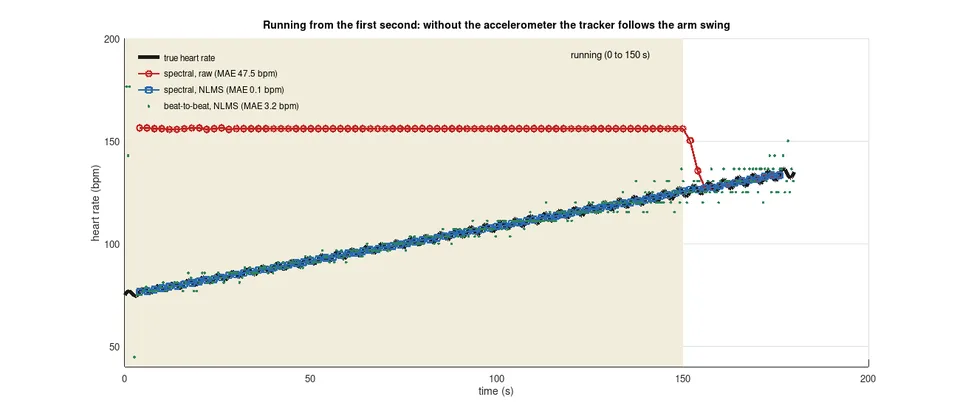 Running from the first second: without the accelerometer the tracker follows the arm swing
200
150
100
50
heart rate (bpm)
true heart rate
spectral, raw (MAE 47.5 bpm)
spectral, NLMS (MAE 0.1 bpm)
beat-to-beat, NLMS (MAE 3.2 bpm)
running (0 to 150 s)
0
50
100
150
200
time (s)